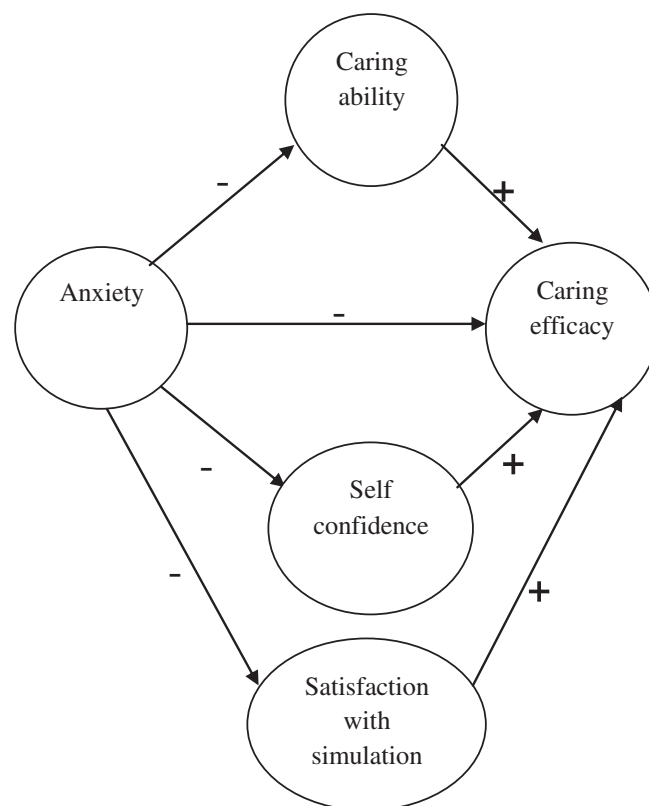 Caring
ability
-
+
Anxiety
Caring
efficacy
-
-
Self
confidence
+
-
+
Satisfaction
with
simulation